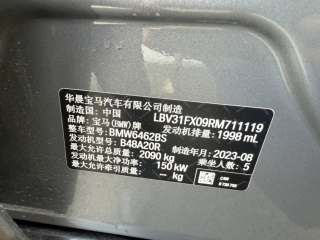 华晨宝马汽车有限公司制造
制造国: 中国 LBV31FX09RM711119
品牌: 宝马(BMW)牌 发动机排量: 1998 mL
整车型号: BMW6462BS
发动机型号: B48A20R 制造年月: 2023-08
最大允许总质量: 2090 kg 乘坐人数: 5
发动机最大净功率: 150 kW
最大允许牵引质量: — kg